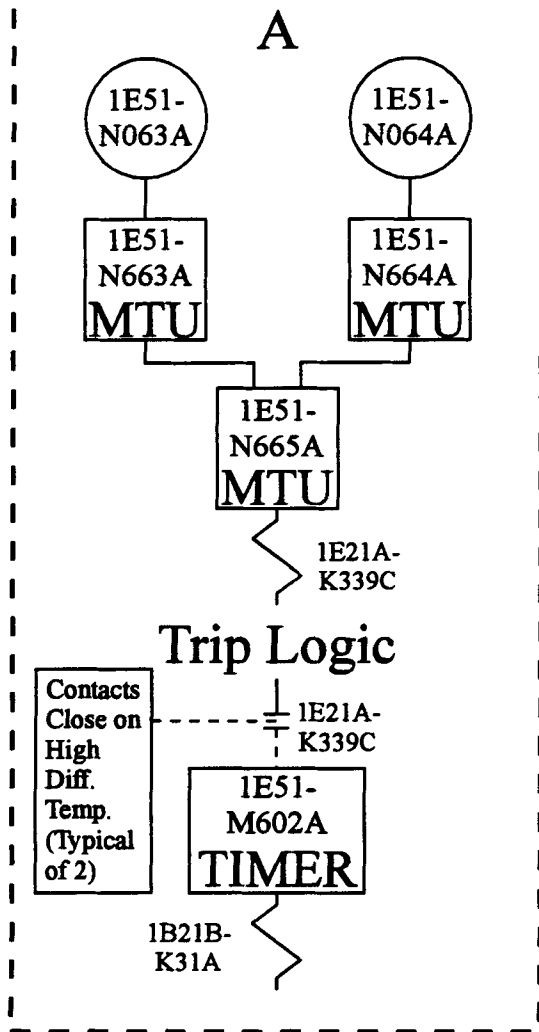 A
1E51-
N063A
1E51-
N064A
1E51-
N663A
MTU
1E51-
N664A
MTU
1E51-
N665A
MTU
1E21A-
K339C
Trip Logic
Contacts
Close on
High
Diff.
Temp.
(Typical
of 2)
1E21A-
K339C
1E51-
M602A
TIMER
1B21B-
K31A